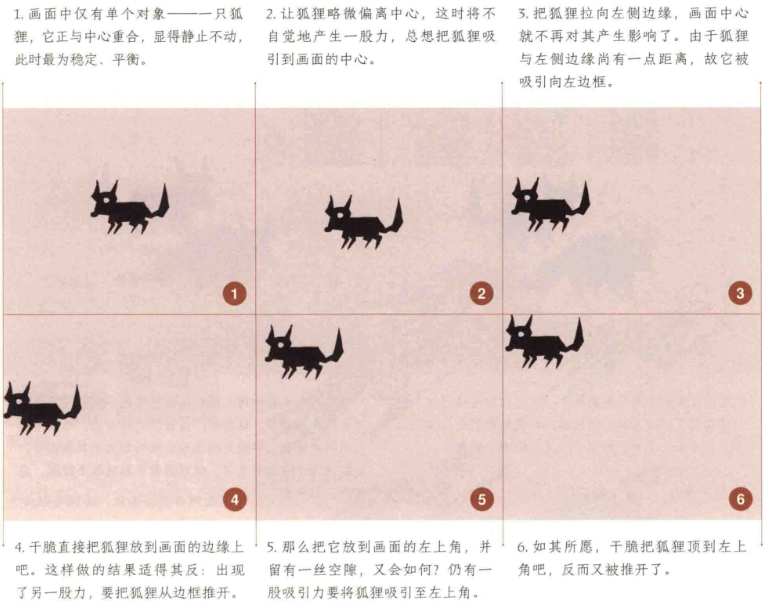 1. 画面中仅有单个对象——一只狐
狸，它正与中心重合，显得静止不动，
此时最为稳定、平衡。
2. 让狐狸略微偏离中心，这时将不
自觉地产生一股力，总想把狐狸吸
引到画面的中心。
3. 把狐狸拉向左侧边缘，画面中心
就不再对其产生影响了。由于狐狸
与左侧边缘尚有一点距离，故它被
吸引向左边框。
1
2
3
4
5
6
4. 干脆直接把狐狸放到画面的边缘上
吧。这样做的结果适得其反：出现
了另一股力，要把狐狸从边框推开。
5. 那么把它放到画面的左上角，并
留有一丝空隙，又会如何？仍有一
股吸引力要将狐狸吸引至左上角。
6. 如其所愿，干脆把狐狸顶到左上
角吧，反而又被推开了。